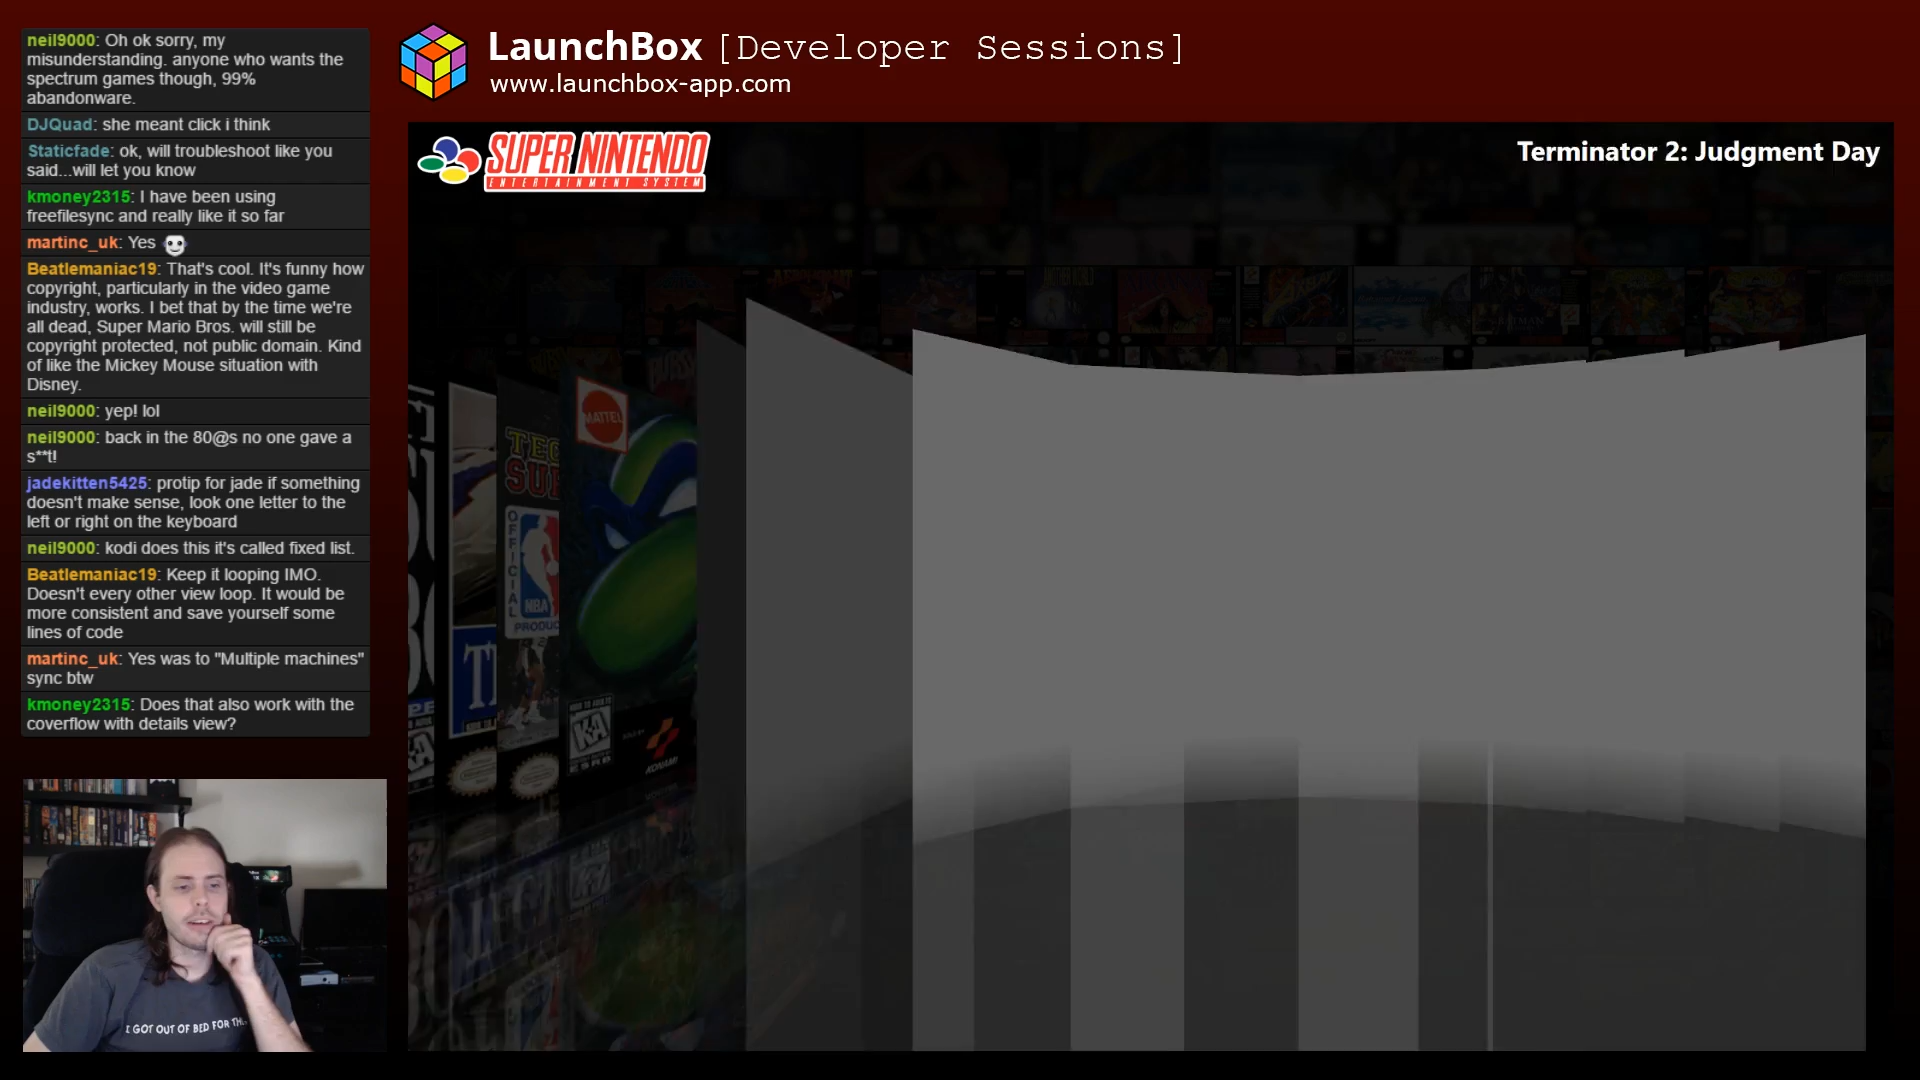 neil9000: Oh ok sorry, my
misunderstanding. anyone who wants the
spectrum games though, 99%
abandonware.
DJQuad: she meant click i think
Staticfade: ok, will troubleshoot like you
said...will let you know
kmoney2315: I have been using
freefilesync and really like it so far
martinc_uk: Yes
Beatlemaniac19: That's cool. It's funny how
copyright, particularly in the video game
industry, works. I bet that by the time we're
all dead, Super Mario Bros. will still be
copyright protected, not public domain. Kind
of like the Mickey Mouse situation with
Disney.
neil9000: yep! lol
neil9000: back in the 80@s no one gave a
s**t!
jadekitten5425: protip for jade if something
doesn't make sense, look one letter to the
left or right on the keyboard
neil9000: kodi does this it's called fixed list.
Beatlemaniac19: Keep it looping IMO.
Doesn't every other view loop. It would be
more consistent and save yourself some
lines of code
martinc_uk: Yes was to "Multiple machines"
sync btw
kmoney2315: Does that also work with the
coverflow with details view?
LaunchBox [Developer Sessions]
www.launchbox-app.com
SUPER NINTENDO
ENTERTAINMENT SYSTEM
Terminator 2: Judgment Day
MATTEL
OFFICIAL
NBA
KA
KONAMI
I GOT OUT OF BED FOR